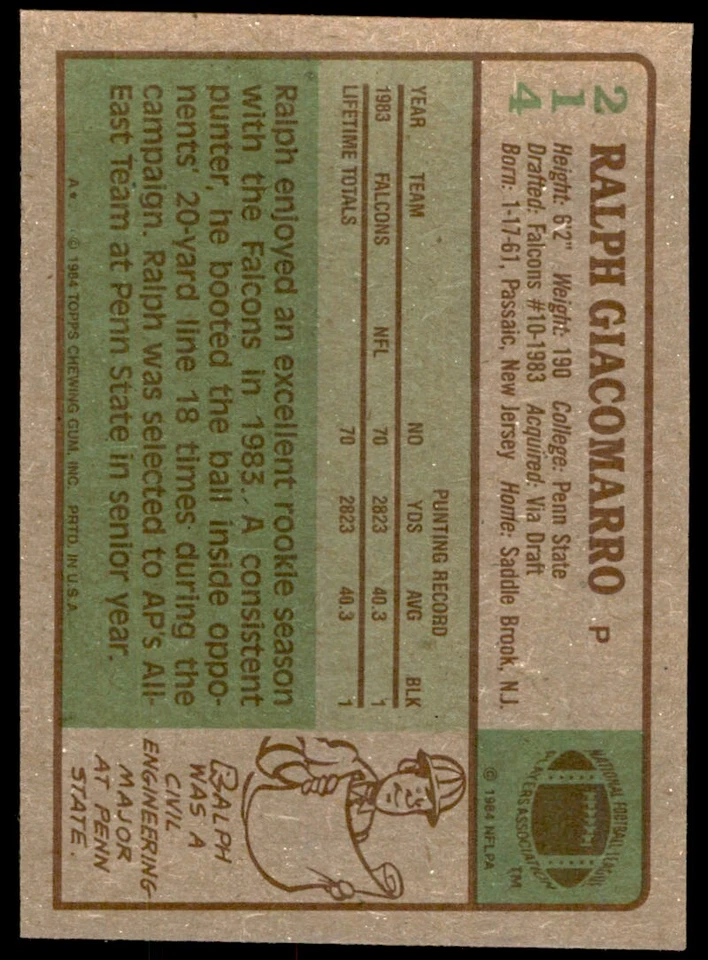 214
RALPH GIACOMARRO P
Height: 6'2" Weight: 190 College: Penn State
Drafted: Falcons #10-1983 Acquired: Via Draft
Born: 1-17-61, Passaic, New Jersey Home: Saddle Brook, N.J.
NATIONAL FOOTBALL LEAGUE
PLAYERS ASSOCIATION
TM
© 1984 NFLPA
PUNTING RECORD
YEAR TEAM NO YDS AVG BLK
1983 FALCONS NFL 70 2823 40.3 1
LIFETIME TOTALS 70 2823 40.3 1
Ralph enjoyed an excellent rookie season
with the Falcons in 1983. A consistent
punter, he booted the ball inside oppo-
nents' 20-yard line 18 times during the
campaign. Ralph was selected to AP's All-
East Team at Penn State in senior year.
A* © 1984 TOPPS CHEWING GUM, INC. PRTD. IN U.S.A.
RALPH
WAS A
CIVIL
ENGINEERING
MAJOR
AT PENN
STATE.